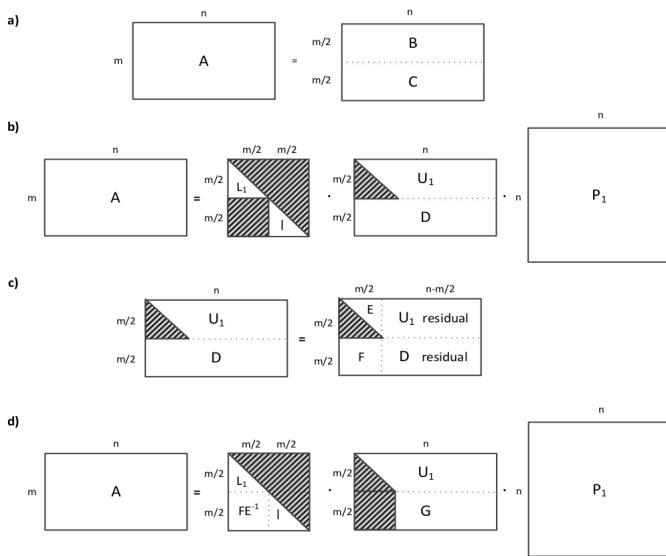 n n
a)
m A = m/2 B
m/2 C
n
b) n m/2 m/2 n
m A = m/2 L1 · m/2 U1 · n P1
m/2 I m/2 D
c) n m/2 n-m/2
m/2 U1 = m/2 E U1 residual
m/2 D m/2 F D residual
n
d) n m/2 m/2 n
m A = m/2 L1 · m/2 U1 · n P1
m/2 FE-1 I m/2 G